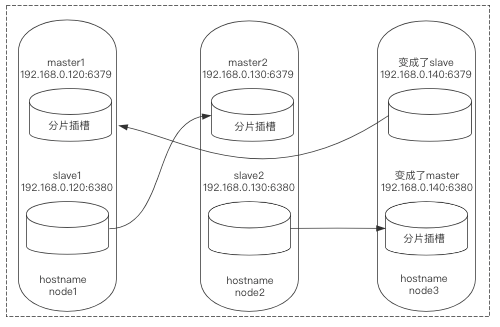 master1
192.168.0.120:6379
分片插槽
slave1
192.168.0.120:6380
hostname
node1
master2
192.168.0.130:6379
分片插槽
slave2
192.168.0.130:6380
hostname
node2
变成了slave
192.168.0.140:6379
变成了master
192.168.0.140:6380
分片插槽
hostname
node3